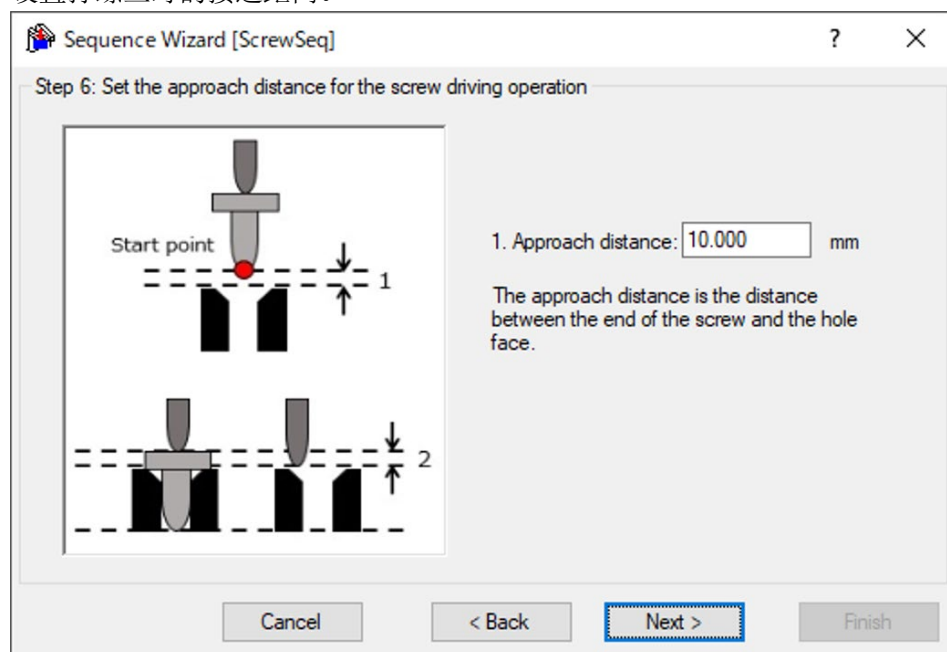 Sequence Wizard [ScrewSeq] ?
Step 6: Set the approach distance for the screw driving operation
Start point
1
2
1. Approach distance: 10.000 mm
The approach distance is the distance
between the end of the screw and the hole
face.
Cancel < Back Next > Finish